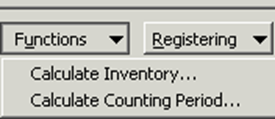 Functions Registering
Calculate Inventory...
Calculate Counting Period...